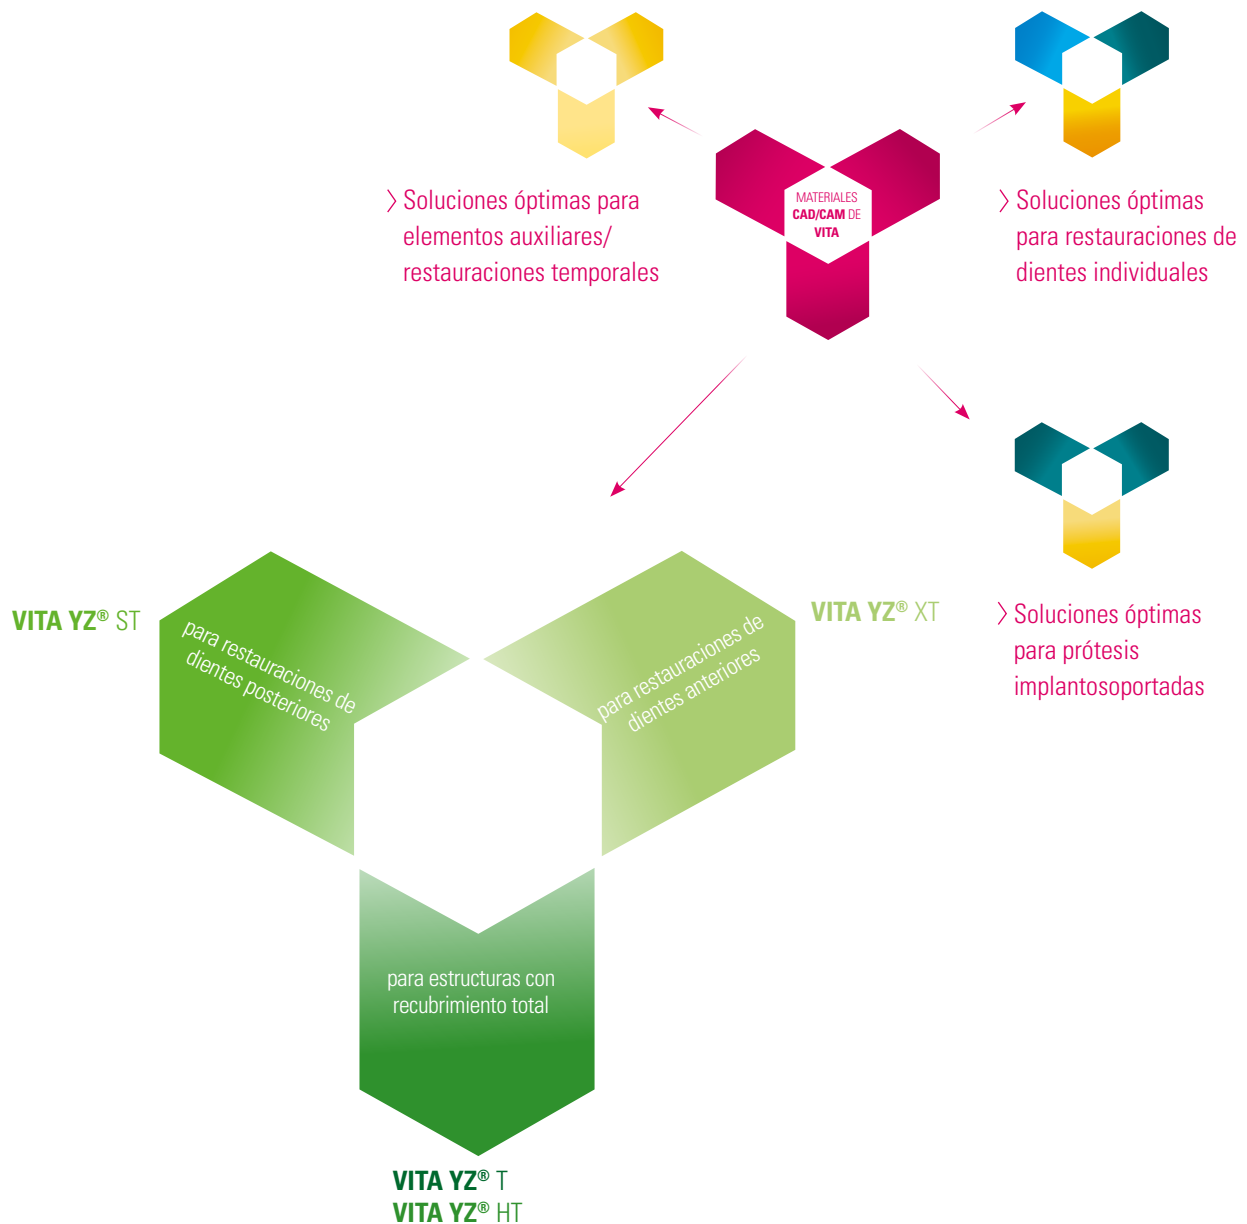 MATERIALES
CAD/CAM DE
VITA
〉Soluciones óptimas para
elementos auxiliares/
restauraciones temporales
〉Soluciones óptimas
para restauraciones de
dientes individuales
〉Soluciones óptimas
para prótesis
implantosoportadas
VITA YZ® ST
para restauraciones de
dientes posteriores
VITA YZ® XT
para restauraciones de
dientes anteriores
para estructuras con
recubrimiento total
VITA YZ® T
VITA YZ® HT